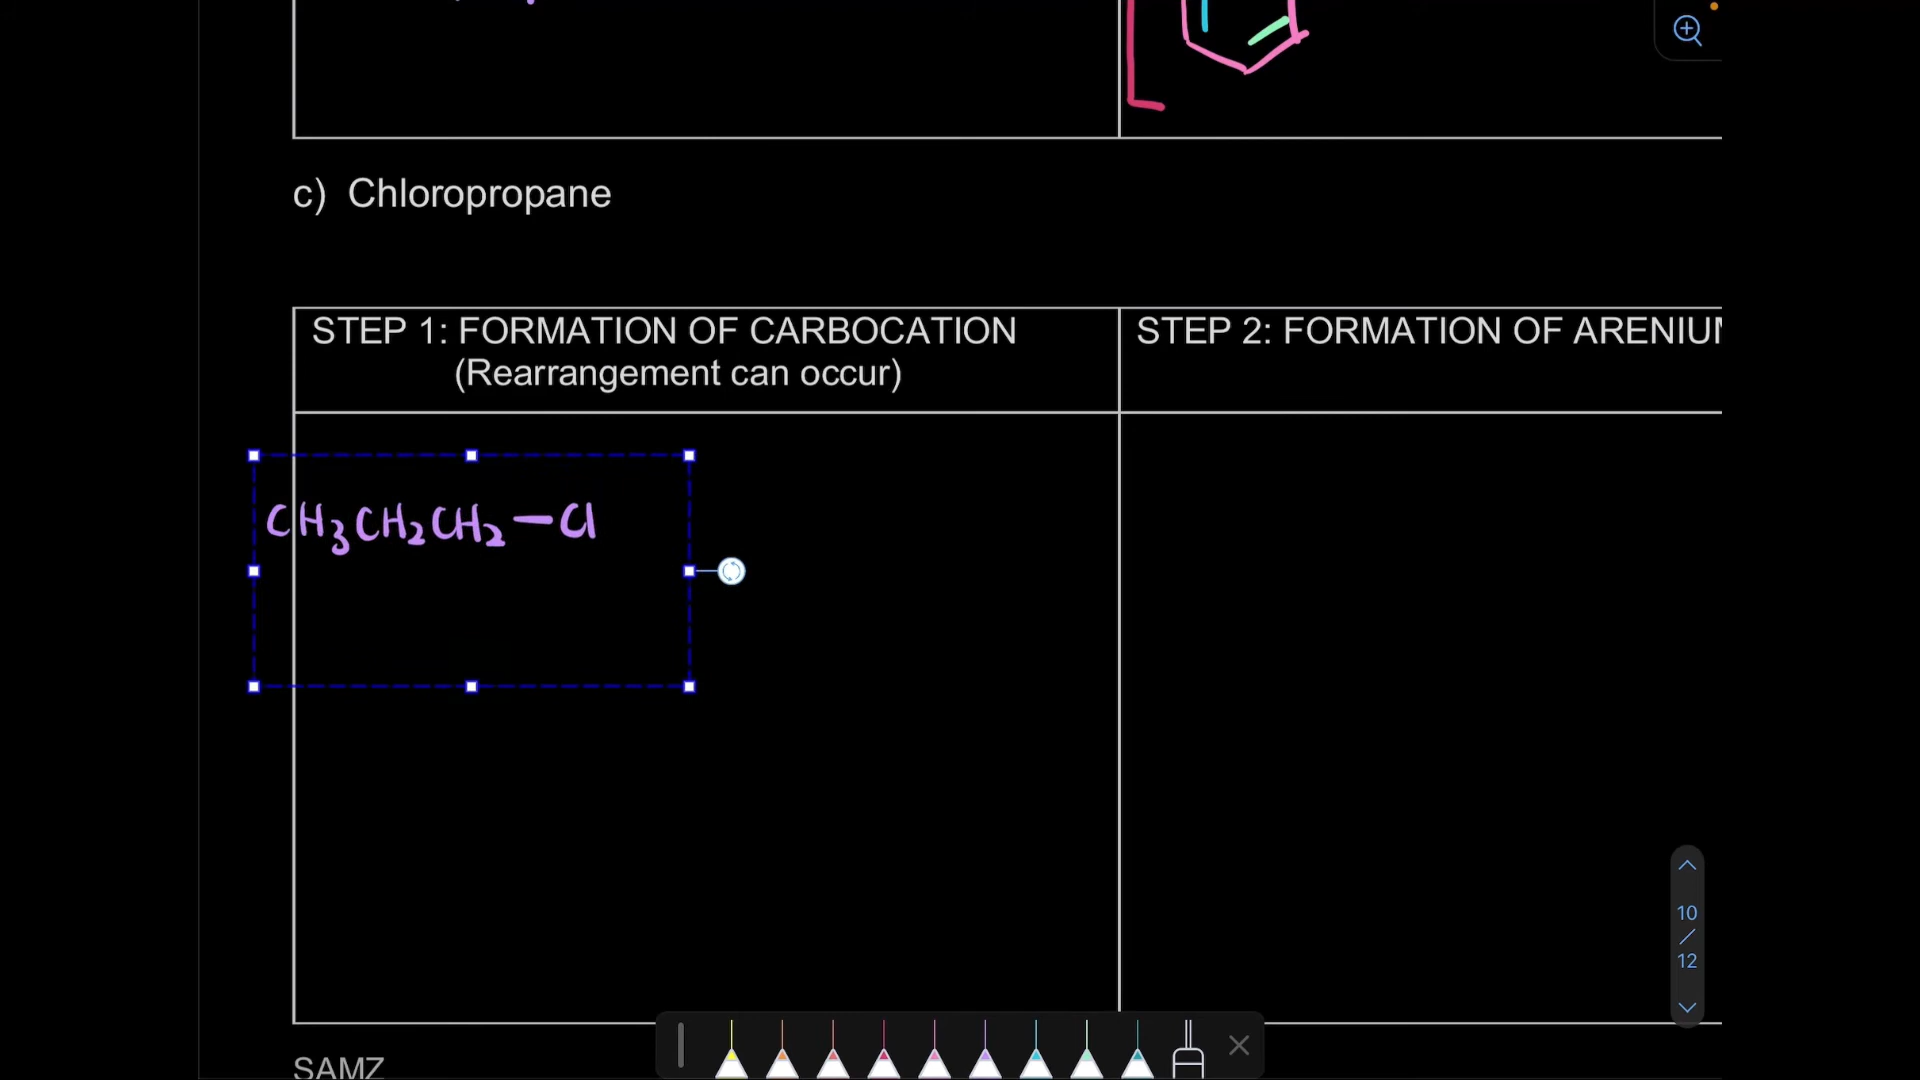 c) Chloropropane
STEP 1: FORMATION OF CARBOCATION
(Rearrangement can occur)
STEP 2: FORMATION OF ARENIU
CH₃CH₂CH₂—Cl
10
/
12
SAMZ